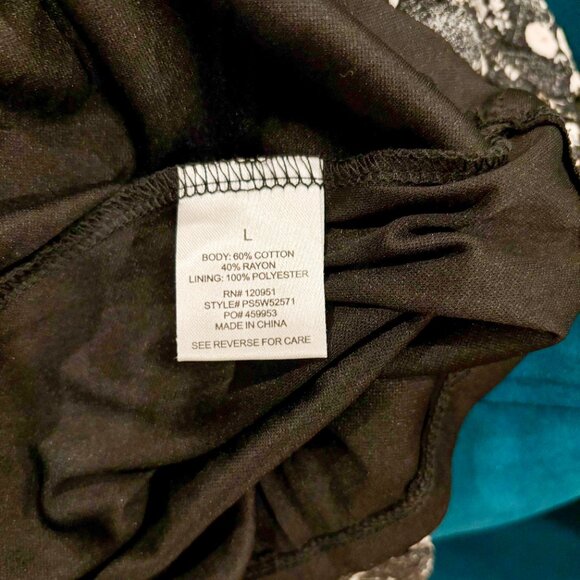 L
BODY: 60% COTTON
40% RAYON
LINING: 100% POLYESTER
RN# 120951
STYLE# PS5W52571
PO# 459953
MADE IN CHINA
SEE REVERSE FOR CARE